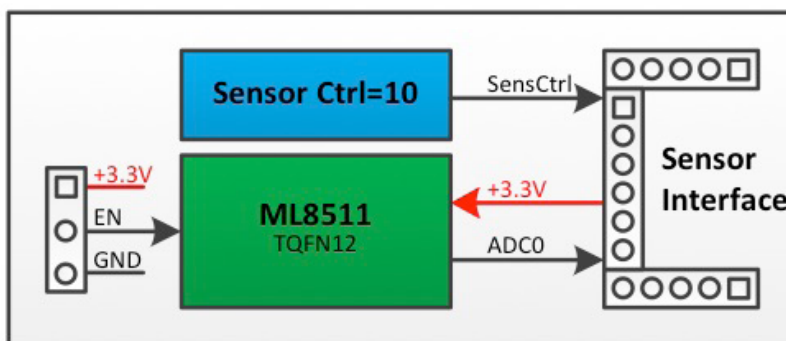 Sensor Ctrl=10
SensCtrl
+3.3V
EN
GND
ML8511
TQFN12
+3.3V
ADC0
Sensor
Interface